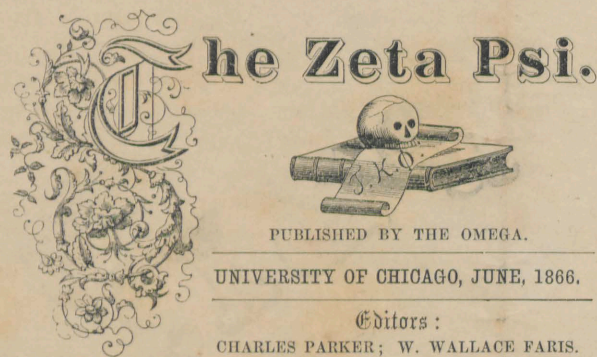 The Zeta Psi.
T. K. Θ.
PUBLISHED BY THE OMEGA.
UNIVERSITY OF CHICAGO, JUNE, 1866.
Editors:
CHARLES PARKER; W. WALLACE FARIS.